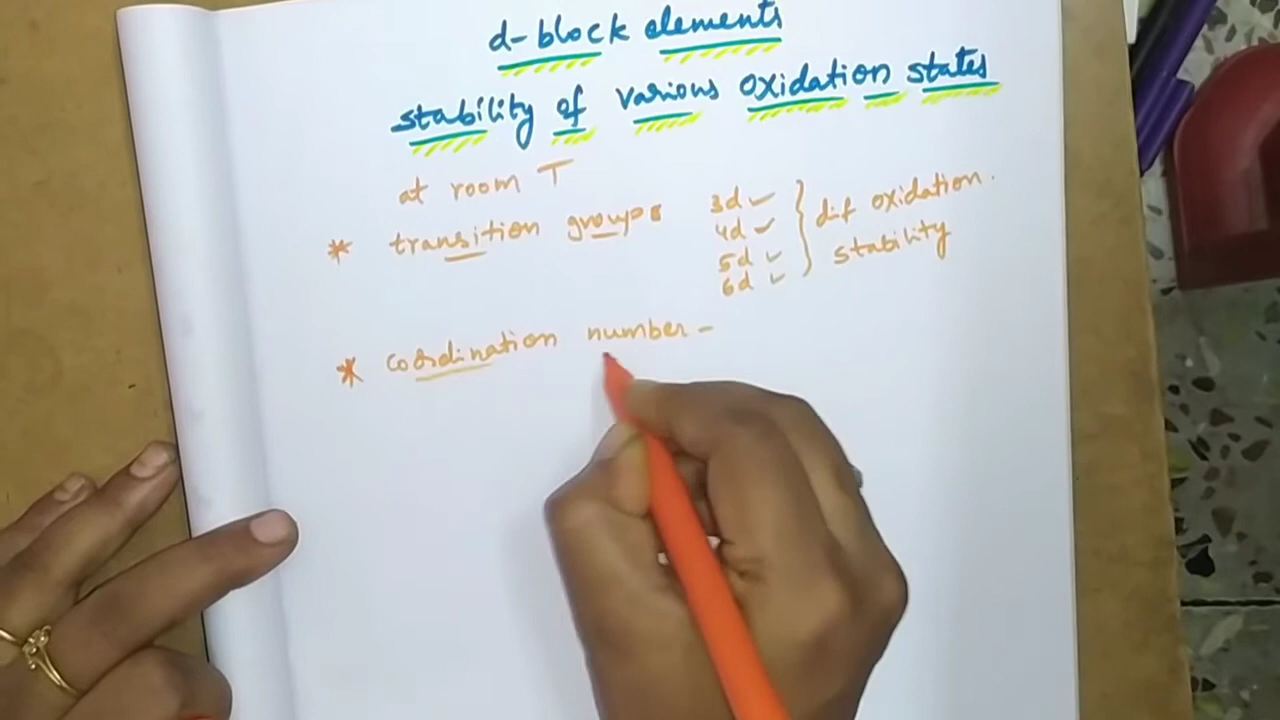 d-block elements
stability of various oxidation states
at room T
* transition groups
3d ✓
4d ✓
5d ✓
6d ✓
dif oxidation.
stability
* coordination number -